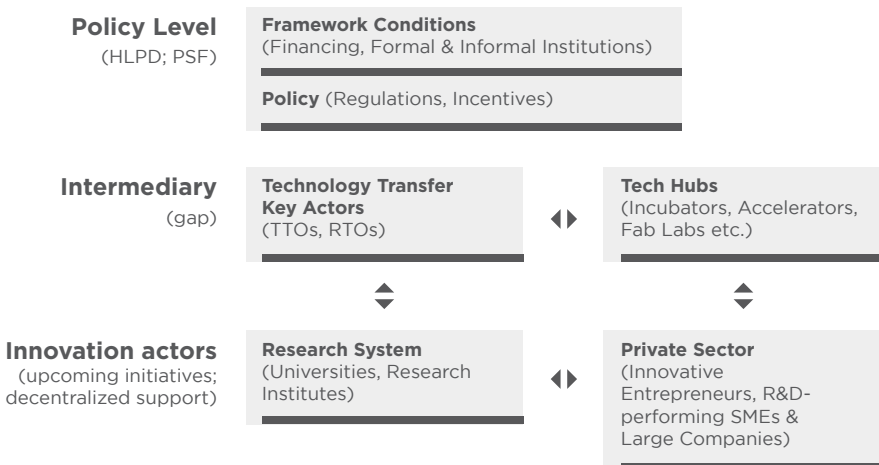 Policy Level
(HLPD; PSF)
Framework Conditions
(Financing, Formal & Informal Institutions)
Policy (Regulations, Incentives)
Intermediary
(gap)
Technology Transfer
Key Actors
(TTOs, RTOs)
Tech Hubs
(Incubators, Accelerators,
Fab Labs etc.)
Innovation actors
(upcoming initiatives;
decentralized support)
Research System
(Universities, Research
Institutes)
Private Sector
(Innovative
Entrepreneurs, R&D-
performing SMEs &
Large Companies)